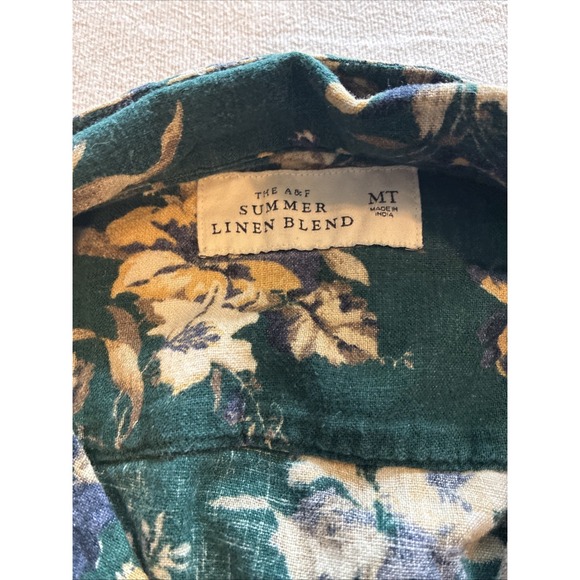 THE A&F
SUMMER
LINEN BLEND
MT
MADE IN
INDIA